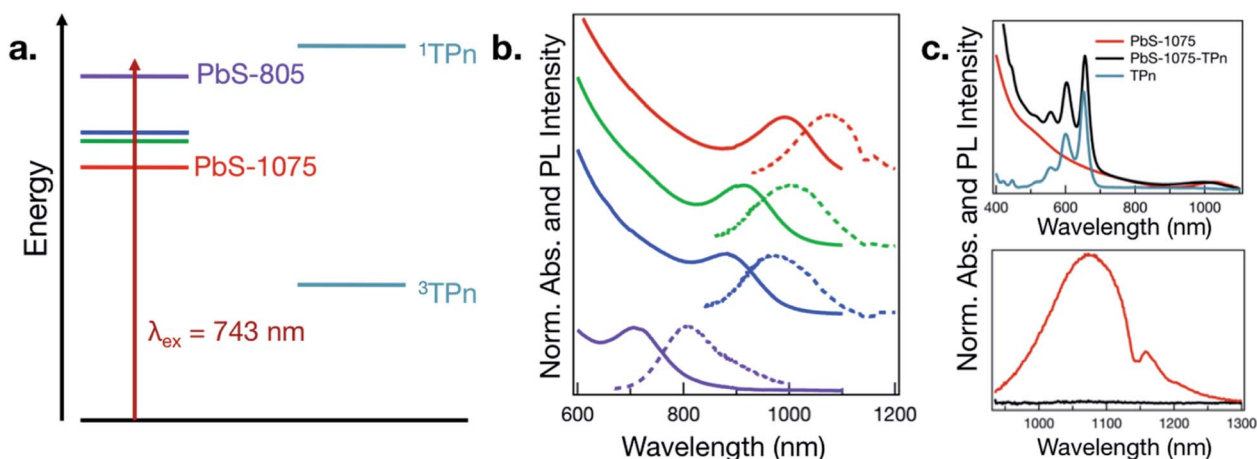 a.
Energy
PbS-805
PbS-1075
¹TPn
³TPn
λex = 743 nm
b.
Norm. Abs. and PL Intensity
600 800 1000 1200
Wavelength (nm)
c.
Norm. Abs. and PL Intensity
PbS-1075
PbS-1075-TPn
TPn
400 600 800 1000
Wavelength (nm)
1000 1100 1200 1300
Wavelength (nm)